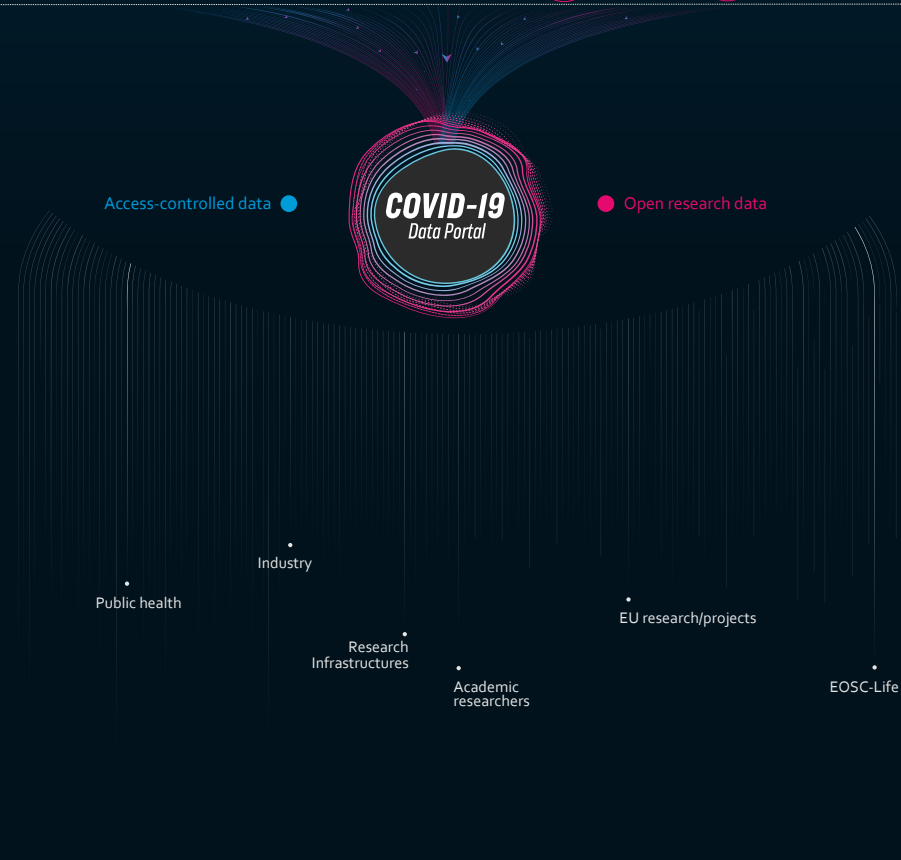 Access-controlled data
COVID-19
Data Portal
Open research data
Industry
Public health
EU research/projects
Research
Infrastructures
Academic
researchers
EOSC-Life